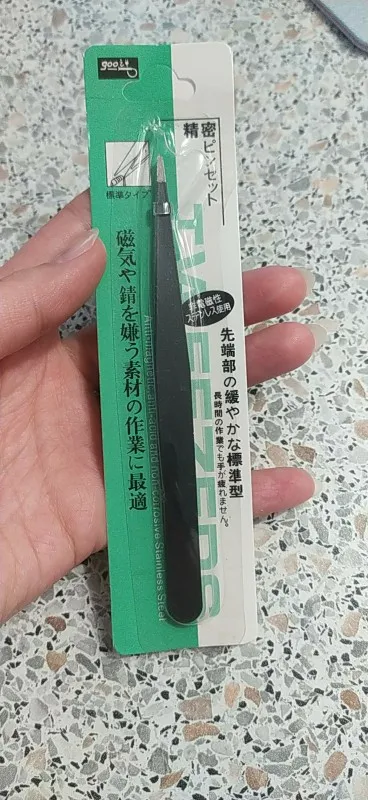 goot
精密ピンセット
標準タイプ
磁気や錆を嫌う素材の作業に最適
非帯磁性
ステンレス使用
先端部の緩やかな標準型
長時間の作業でも手が疲れません。
TWEEZERS
Stainless Steel